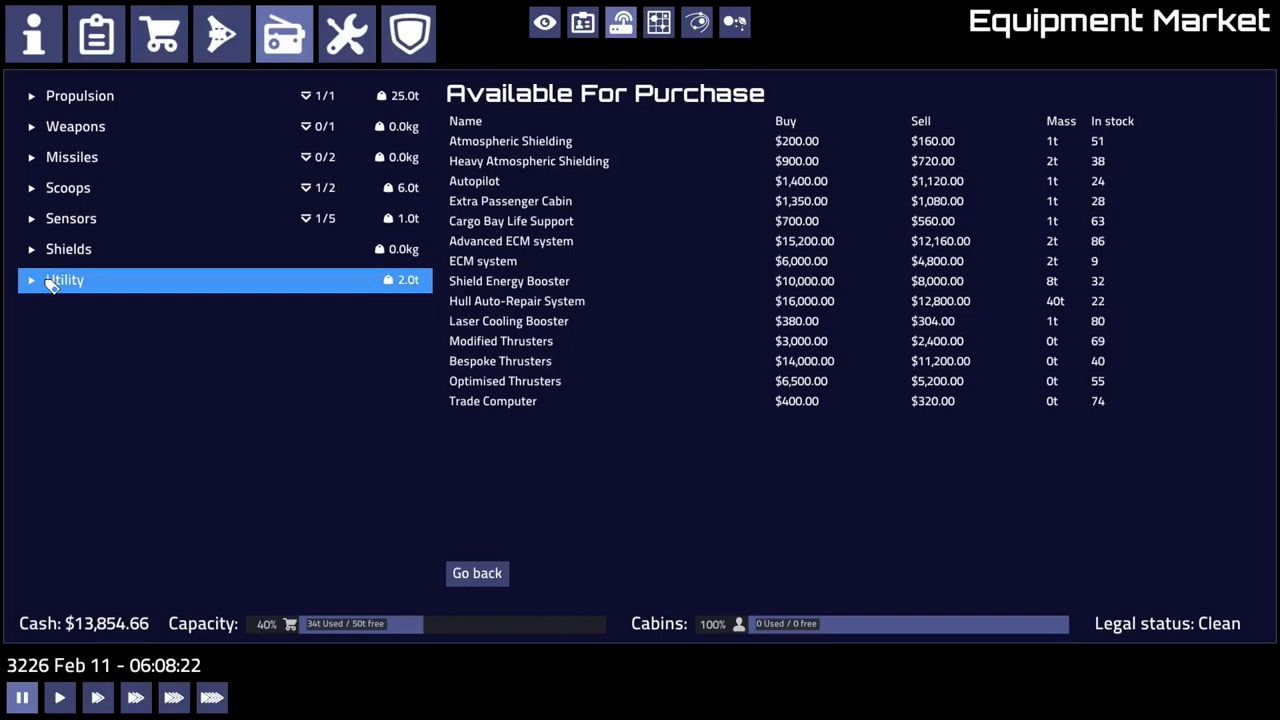 Equipment Market
Propulsion 1/1 25.0t
Weapons 0/1 0.0kg
Missiles 0/2 0.0kg
Scoops 1/2 6.0t
Sensors 1/5 1.0t
Shields 0.0kg
Utility 2.0t
Available For Purchase
Name Buy Sell Mass In stock
Atmospheric Shielding $200.00 $160.00 1t 51
Heavy Atmospheric Shielding $900.00 $720.00 2t 38
Autopilot $1,400.00 $1,120.00 1t 24
Extra Passenger Cabin $1,350.00 $1,080.00 1t 28
Cargo Bay Life Support $700.00 $560.00 1t 63
Advanced ECM system $15,200.00 $12,160.00 2t 86
ECM system $6,000.00 $4,800.00 2t 9
Shield Energy Booster $10,000.00 $8,000.00 8t 32
Hull Auto-Repair System $16,000.00 $12,800.00 40t 22
Laser Cooling Booster $380.00 $304.00 1t 80
Modified Thrusters $3,000.00 $2,400.00 0t 69
Bespoke Thrusters $14,000.00 $11,200.00 0t 40
Optimised Thrusters $6,500.00 $5,200.00 0t 55
Trade Computer $400.00 $320.00 0t 74
Go back
Cash: $13,854.66 Capacity: 40% 34t Used / 50t free Cabins: 100% 0 Used / 0 free Legal status: Clean
3226 Feb 11 - 06:08:22